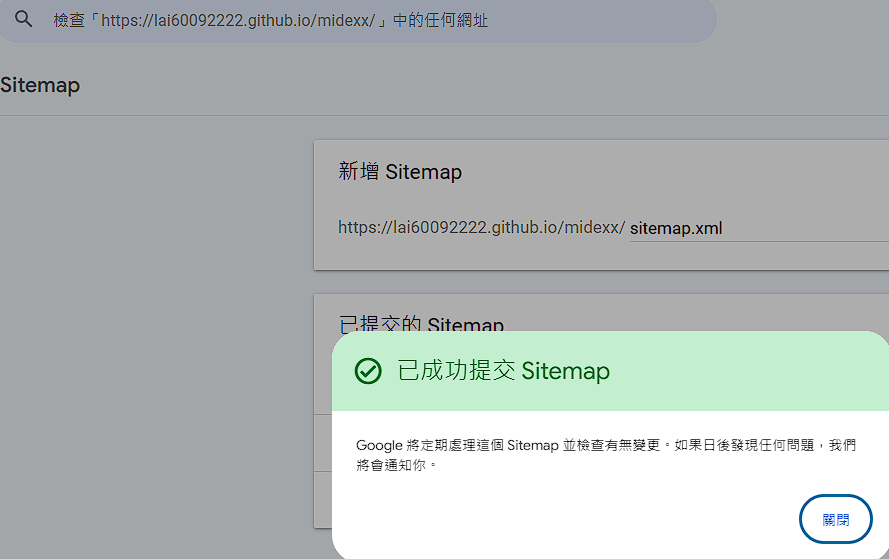 檢查「https://lai60092222.github.io/midexx/」中的任何網址
Sitemap
新增 Sitemap
https://lai60092222.github.io/midexx/ sitemap.xml
已提交的 Sitemap
已成功提交 Sitemap
Google 將定期處理這個 Sitemap 並檢查有無變更。如果日後發現任何問題，我們
將會通知你。
關閉